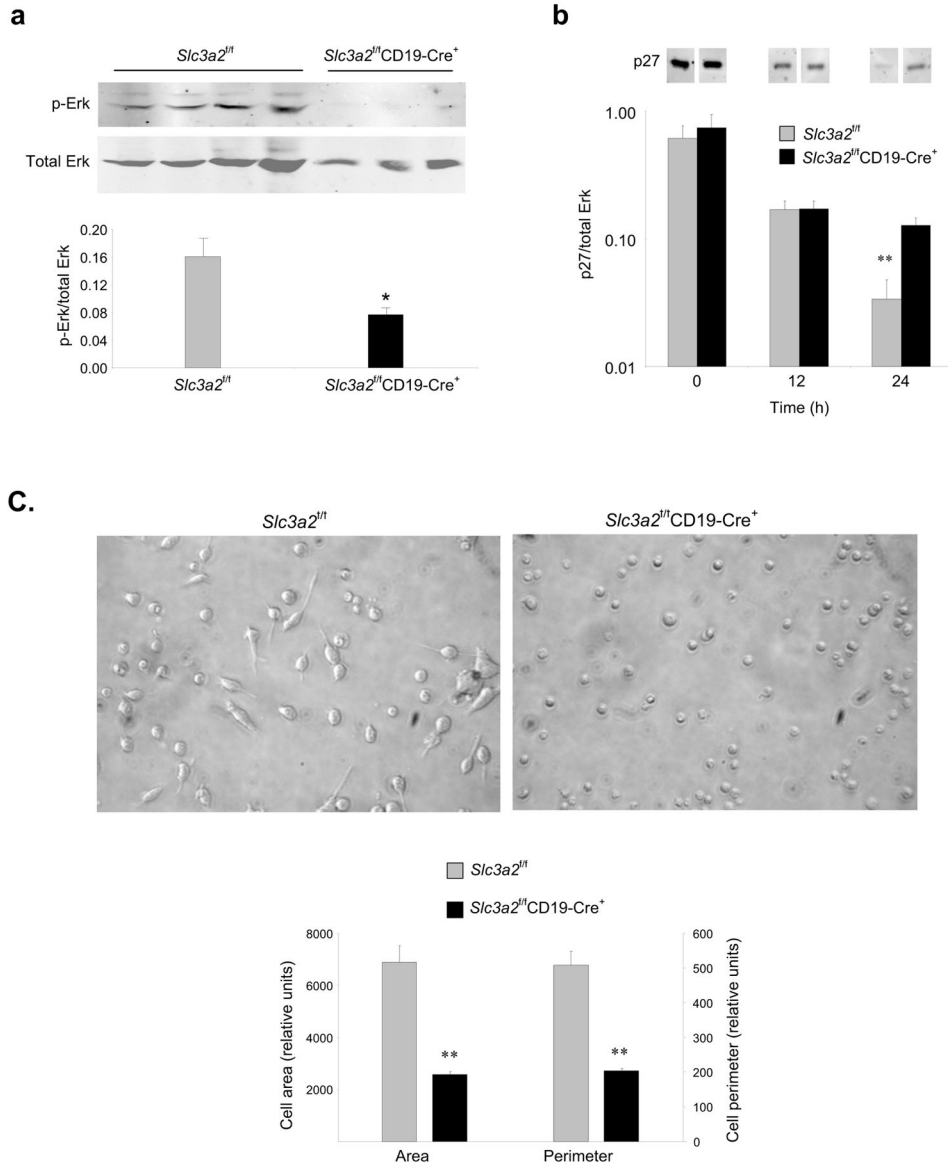 a
Slc3a2f/f Slc3a2f/fCD19-Cre+
p-Erk
Total Erk
0.20
0.16
0.12
0.08
0.04
0.00
p-Erk/total Erk
*
Slc3a2f/f Slc3a2f/fCD19-Cre+
b
p27
1.00
0.10
0.01
p27/total Erk
Slc3a2f/f
Slc3a2f/fCD19-Cre+
**
0 12 24
Time (h)
C.
Slc3a2f/f Slc3a2f/fCD19-Cre+
Slc3a2f/f
Slc3a2f/fCD19-Cre+
8000
6000
4000
2000
Cell area (relative units)
** **
600
500
400
300
200
100
0
Cell perimeter (relative units)
Area Perimeter